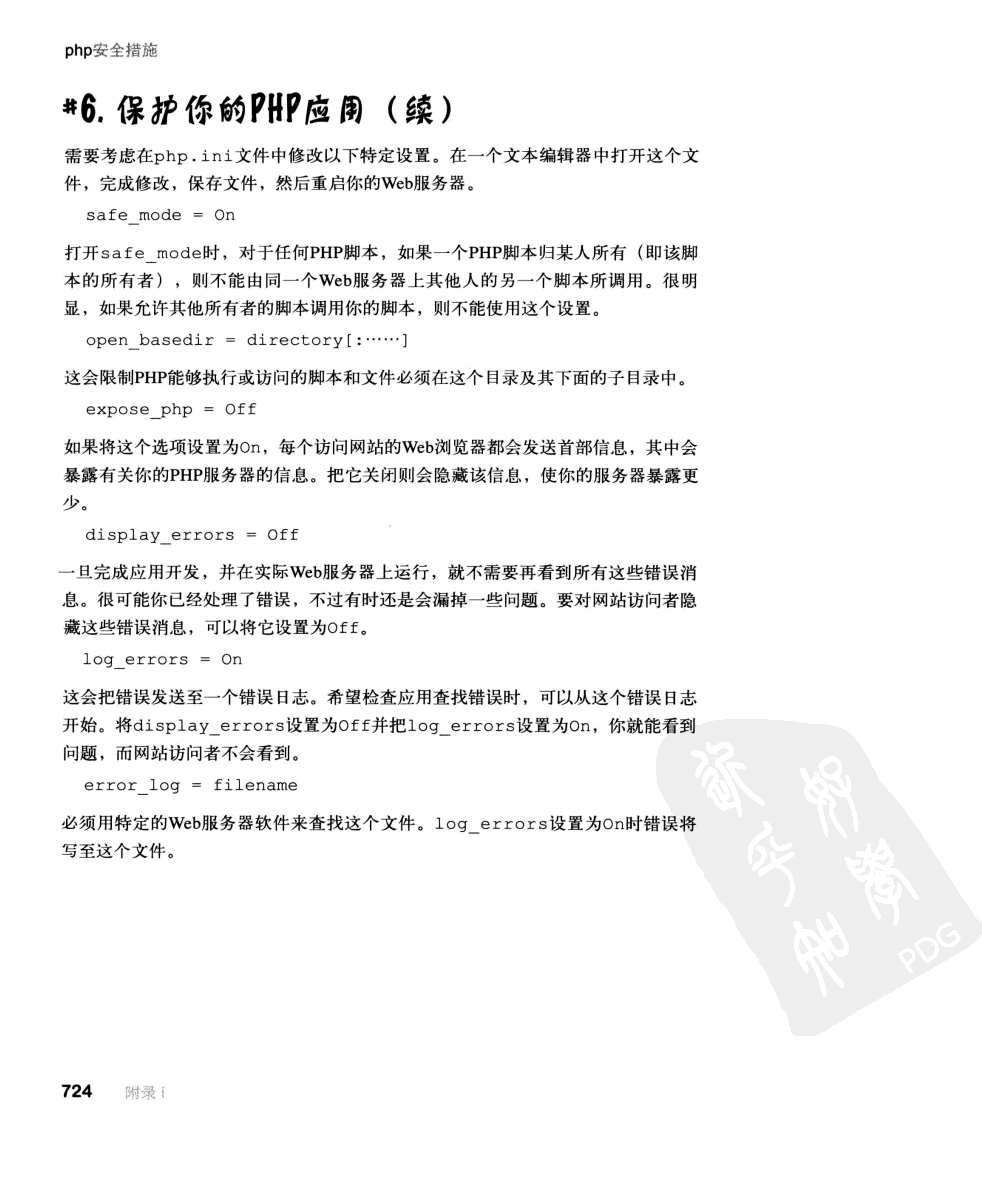 php安全措施
#6. 保护你的PHP应用（续）
需要考虑在php.ini文件中修改以下特定设置。在一个文本编辑器中打开这个文
件，完成修改，保存文件，然后重启你的Web服务器。
safe_mode = On
打开safe_mode时，对于任何PHP脚本，如果一个PHP脚本归某人所有（即该脚
本的所有者），则不能由同一个Web服务器上其他人的另一个脚本所调用。很明
显，如果允许其他所有者的脚本调用你的脚本，则不能使用这个设置。
open_basedir = directory[:……]
这会限制PHP能够执行或访问的脚本和文件必须在这个目录及其下面的子目录中。
expose_php = Off
如果将这个选项设置为On，每个访问网站的Web浏览器都会发送首部信息，其中会
暴露有关你的PHP服务器的信息。把它关闭则会隐藏该信息，使你的服务器暴露更
少。
display_errors = Off
一旦完成应用开发，并在实际Web服务器上运行，就不需要再看到所有这些错误消
息。很可能你已经处理了错误，不过有时还是会漏掉一些问题。要对网站访问者隐
藏这些错误消息，可以将它设置为Off。
log_errors = On
这会把错误发送至一个错误日志。希望检查应用查找错误时，可以从这个错误日志
开始。将display_errors设置为Off并把log_errors设置为On，你就能看到
问题，而网站访问者不会看到。
error_log = filename
必须用特定的Web服务器软件来查找这个文件。log_errors设置为On时错误将
写至这个文件。
PDG
724 附录 i